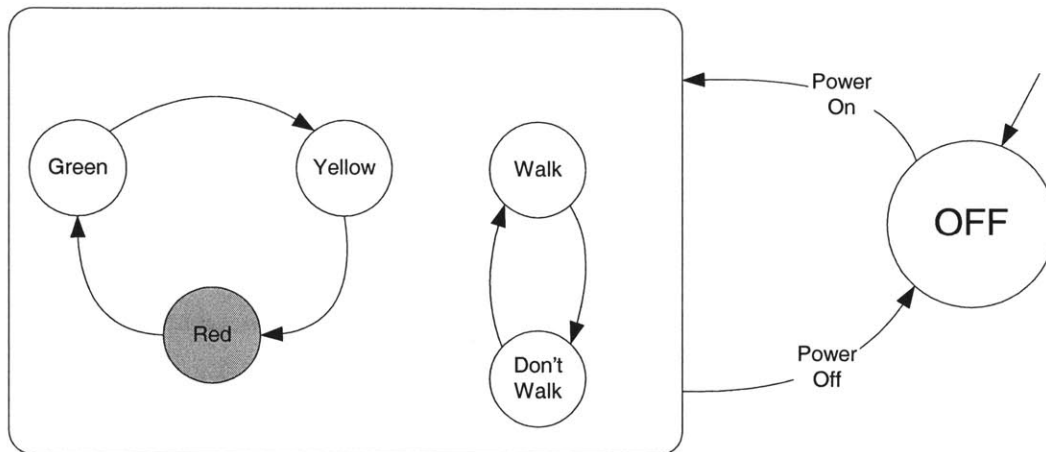 Power
On
Green
Yellow
Walk
OFF
Red
Power
Off
Don't
Walk